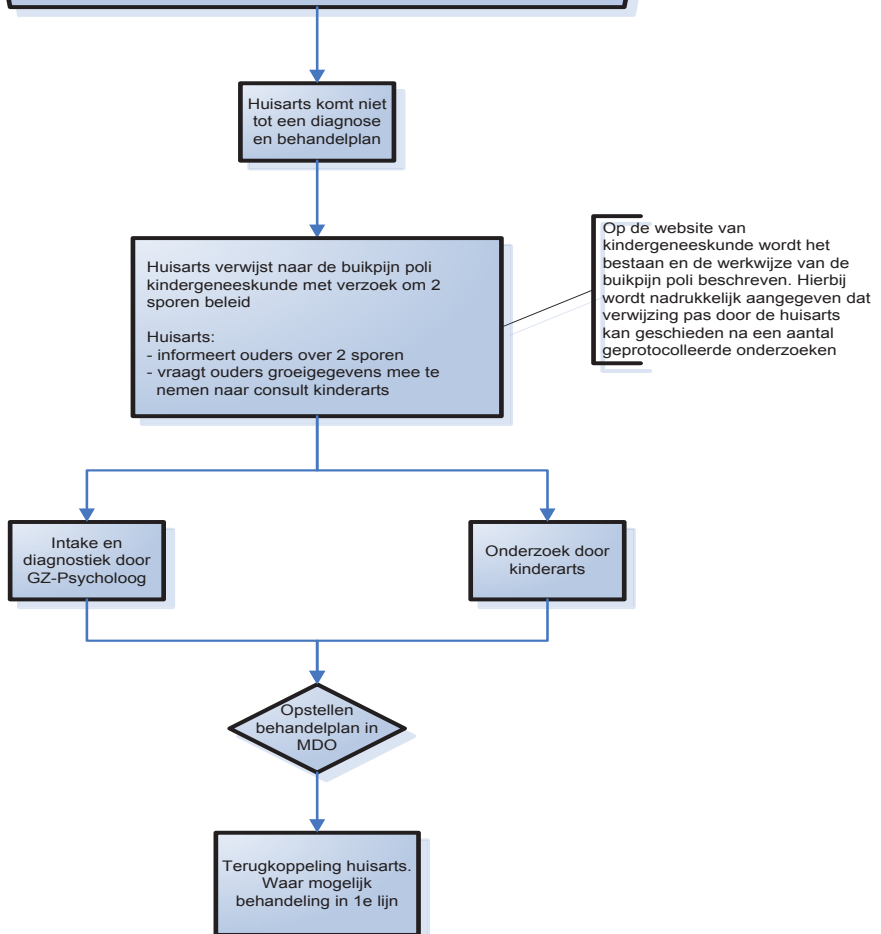 Huisarts komt niet
tot een diagnose
en behandelplan
Huisarts verwijst naar de buikpijn poli
kindergeneeskunde met verzoek om 2
sporen beleid
Huisarts:
- informeert ouders over 2 sporen
- vraagt ouders groeigegevens mee te
nemen naar consult kinderarts
Op de website van
kindergeneeskunde wordt het
bestaan en de werkwijze van de
buikpijn poli beschreven. Hierbij
wordt nadrukkelijk aangegeven dat
verwijzing pas door de huisarts
kan geschieden na een aantal
geprotocolleerde onderzoeken
Intake en
diagnostiek door
GZ-Psycholoog
Onderzoek door
kinderarts
Opstellen
behandelplan in
MDO
Terugkoppeling huisarts.
Waar mogelijk
behandeling in 1e lijn